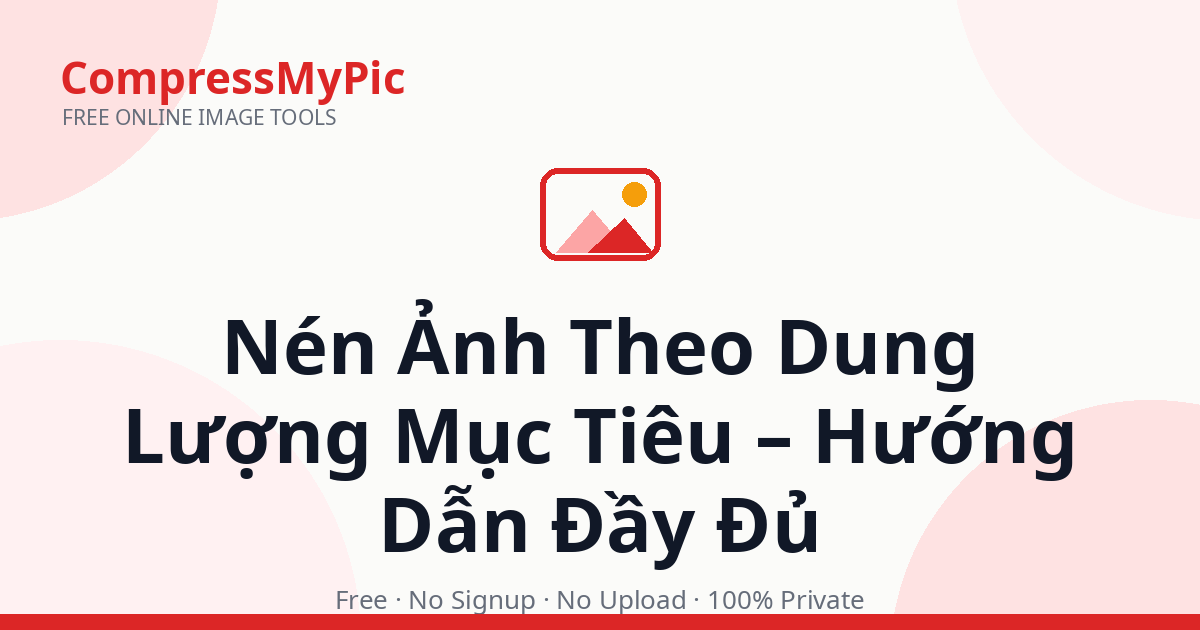 CompressMyPic
FREE ONLINE IMAGE TOOLS
Nén Ảnh Theo Dung
Lượng Mục Tiêu – Hướng
Dẫn Đầy Đủ
Free · No Signup · No Upload · 100% Private